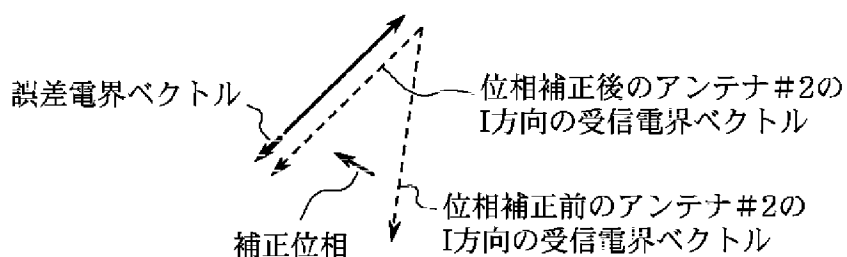 誤差電界ベクトル
位相補正後のアンテナ#2の
I方向の受信電界ベクトル
補正位相
位相補正前のアンテナ#2の
I方向の受信電界ベクトル